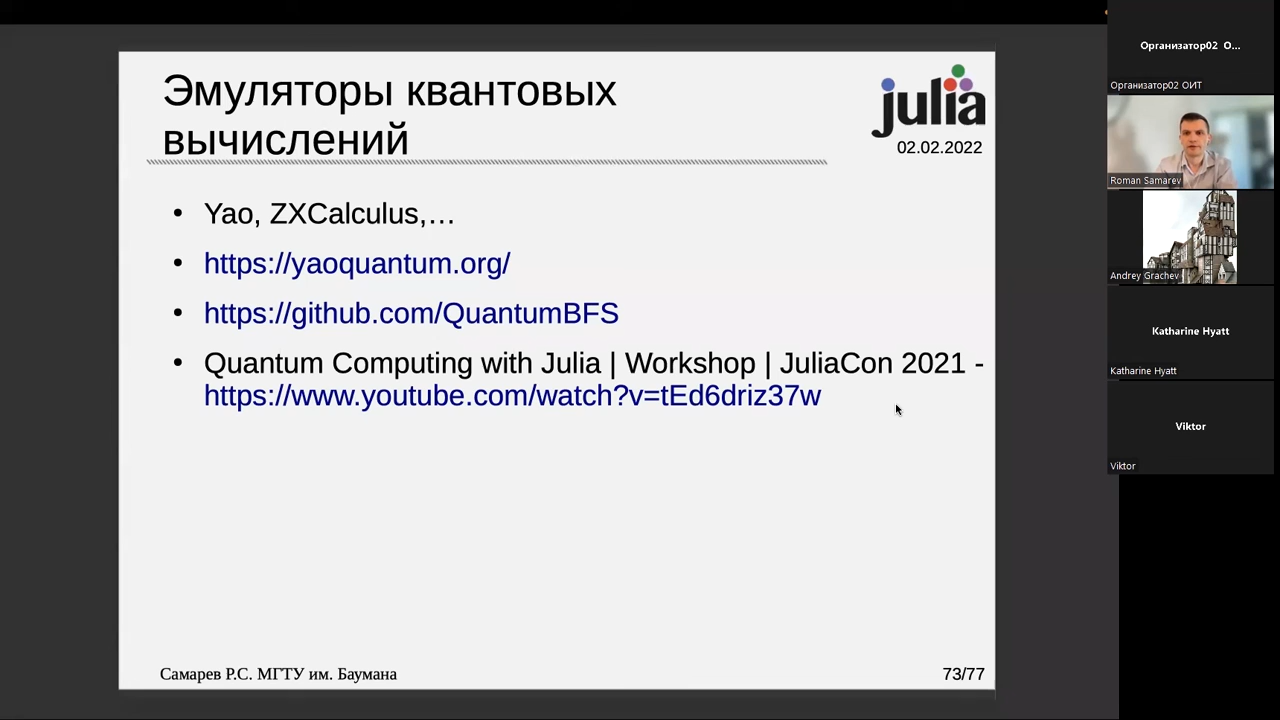 Эмуляторы квантовых
вычислений
julia
02.02.2022
Yao, ZXCalculus,…
https://yaoquantum.org/
https://github.com/QuantumBFS
Quantum Computing with Julia | Workshop | JuliaCon 2021 -
https://www.youtube.com/watch?v=tEd6driz37w
Самарев Р.С. МГТУ им. Баумана
73/77
Организатор02 О...
Организатор02 ОИТ
Roman Samarev
Andrey Grachev
Katharine Hyatt
Katharine Hyatt
Viktor
Viktor